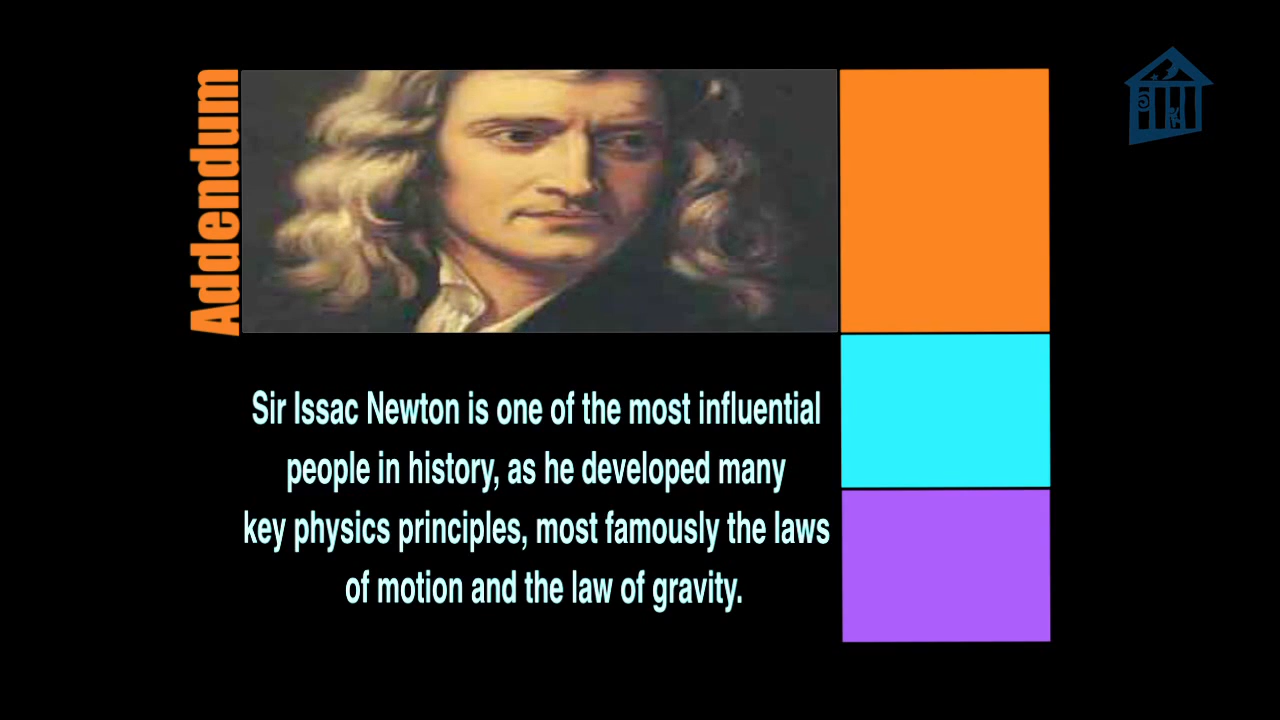 Addendum
Sir Issac Newton is one of the most influential
people in history, as he developed many
key physics principles, most famously the laws
of motion and the law of gravity.